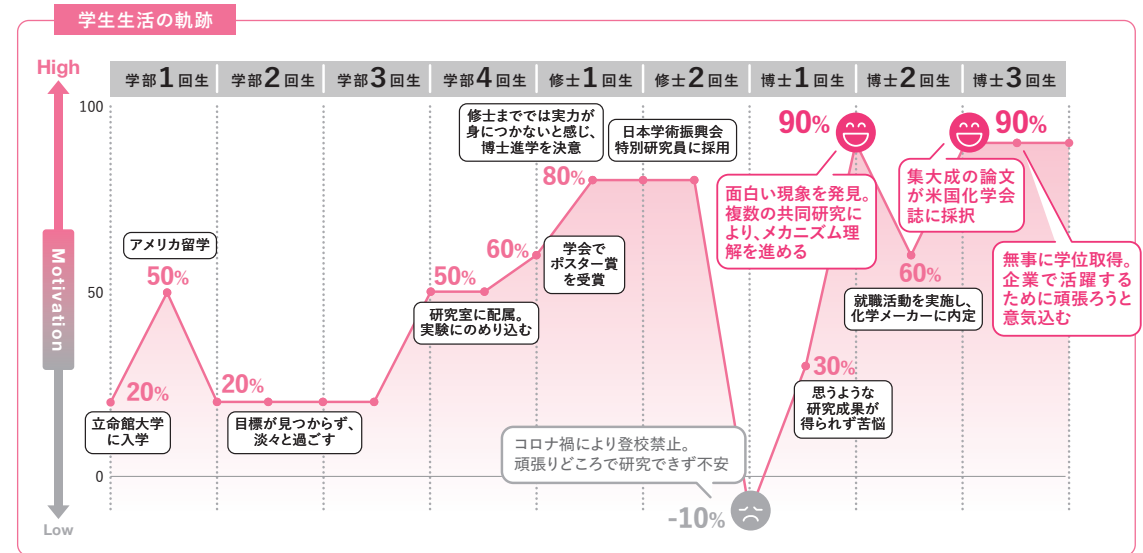 学生生活の軌跡
High
学部1回生
学部2回生
学部3回生
学部4回生
修士1回生
修士2回生
博士1回生
博士2回生
博士3回生
100
50
0
Motivation
Low
立命館大学
に入学
20%
アメリカ留学
50%
20%
目標が見つからず、
淡々と過ごす
50%
研究室に配属。
実験にのめり込む
60%
学会で
ポスター賞
を受賞
修士まででは実力が
身につかないと感じ、
博士進学を決意
80%
日本学術振興会
特別研究員に採用
コロナ禍により登校禁止。
頑張りどころで研究できず不安
-10%
30%
思うような
研究成果が
得られず苦悩
90%
面白い現象を発見。
複数の共同研究に
より、メカニズム理
解を進める
60%
就職活動を実施し、
化学メーカーに内定
90%
集大成の論文
が米国化学会
誌に採択
無事に学位取得。
企業で活躍する
ために頑張ろうと
意気込む